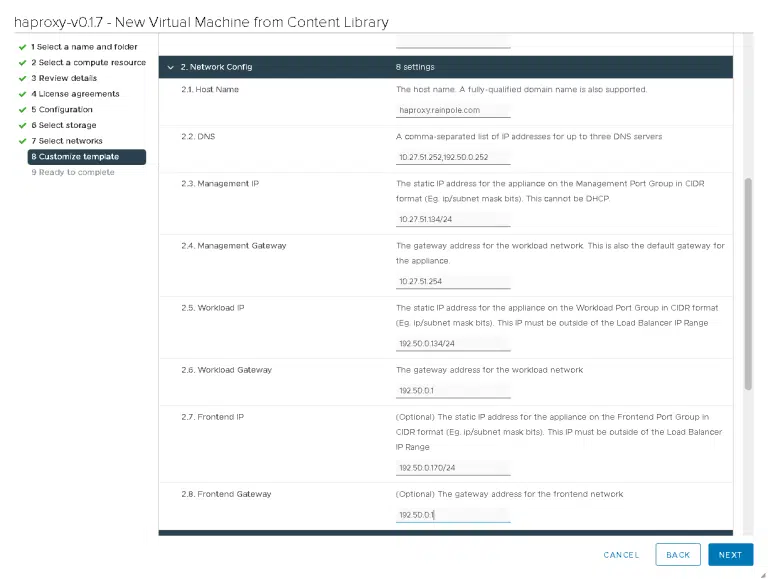 haproxy-v0.1.7 - New Virtual Machine from Content Library
1 Select a name and folder
2 Select a compute resource
3 Review details
4 License agreements
5 Configuration
6 Select storage
7 Select networks
8 Customize template
9 Ready to complete
2. Network Config
8 settings
2.1. Host Name
The host name. A fully-qualified domain name is also supported.
haproxy.rainpole.com
2.2. DNS
A comma-separated list of IP addresses for up to three DNS servers
10.27.51.252,192.50.0.252
2.3. Management IP
The static IP address for the appliance on the Management Port Group in CIDR
format (Eg. ip/subnet mask bits). This cannot be DHCP.
10.27.51.134/24
2.4. Management Gateway
The gateway address for the workload network. This is also the default gateway for
the appliance.
10.27.51.254
2.5. Workload IP
The static IP address for the appliance on the Workload Port Group in CIDR format
(Eg. ip/subnet mask bits). This IP must be outside of the Load Balancer IP Range
192.50.0.134/24
2.6. Workload Gateway
The gateway address for the workload network
192.50.0.1
2.7. Frontend IP
(Optional) The static IP address for the appliance on the Frontend Port Group in
CIDR format (Eg. ip/subnet mask bits). This IP must be outside of the Load Balancer
IP Range
192.50.0.170/24
2.8. Frontend Gateway
(Optional) The gateway address for the frontend network
192.50.0.1
CANCEL
BACK
NEXT